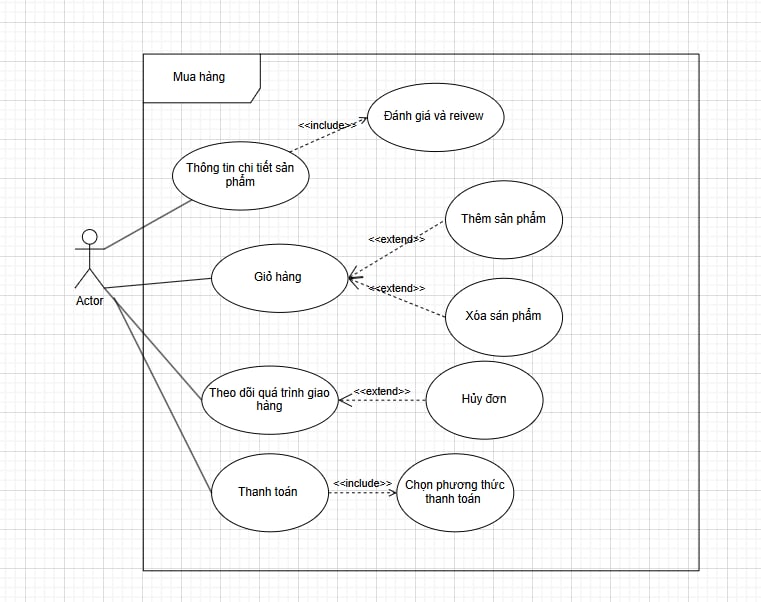 Mua hàng
Đánh giá và reivew
<<include>>
Thông tin chi tiết sản
phẩm
Thêm sản phẩm
<<extend>>
Giỏ hàng
<<extend>>
Actor
Xóa sản phẩm
Theo dõi quá trình giao
hàng
<<extend>>
Hủy đơn
Thanh toán
<<include>>
Chọn phương thức
thanh toán